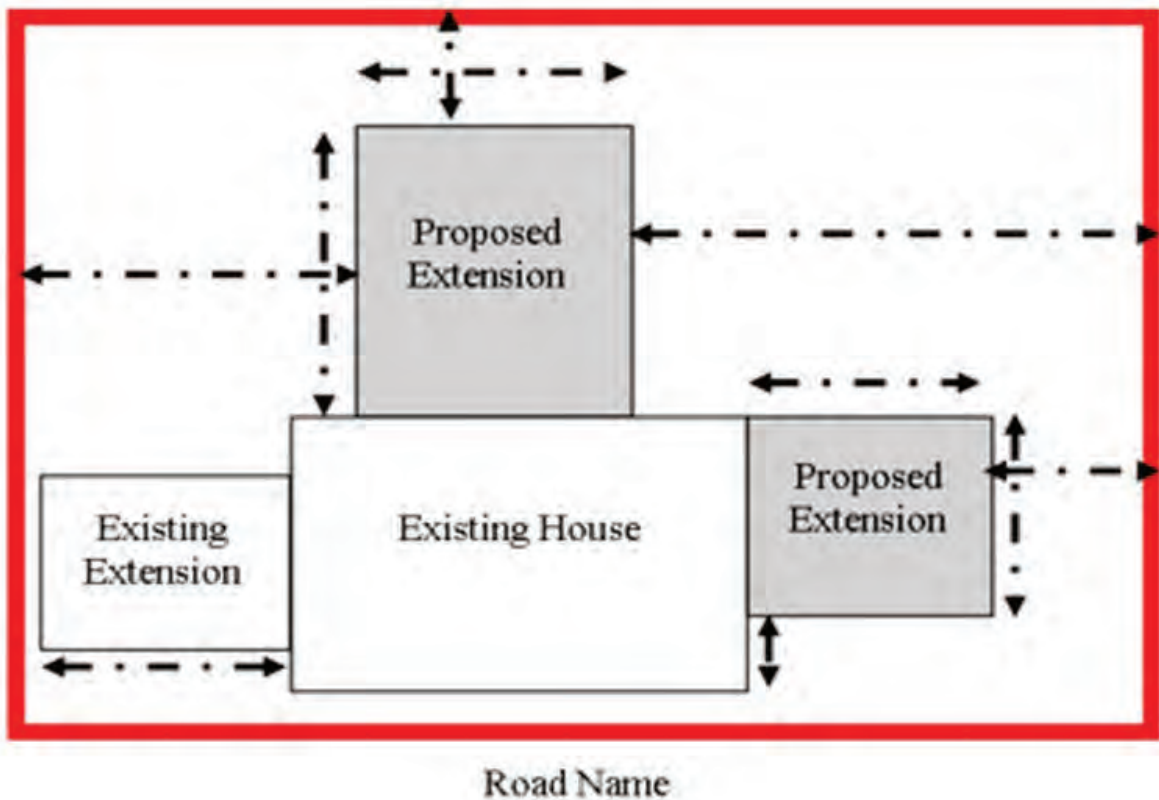 Proposed
Extension
Proposed
Extension
Existing
Extension
Existing House
Road Name